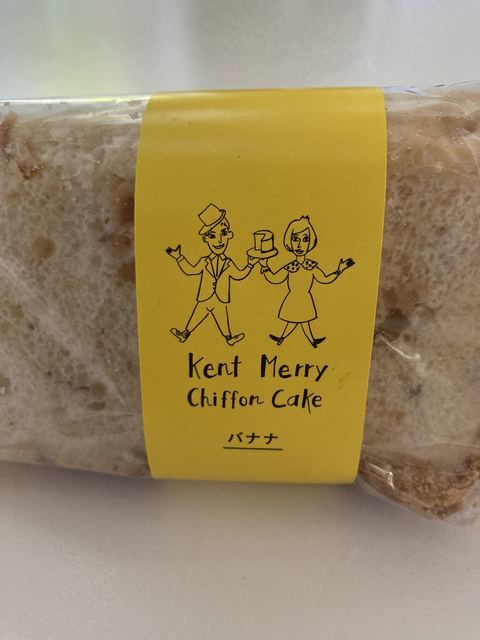 Kent Merry
Chiffon Cake
バナナ